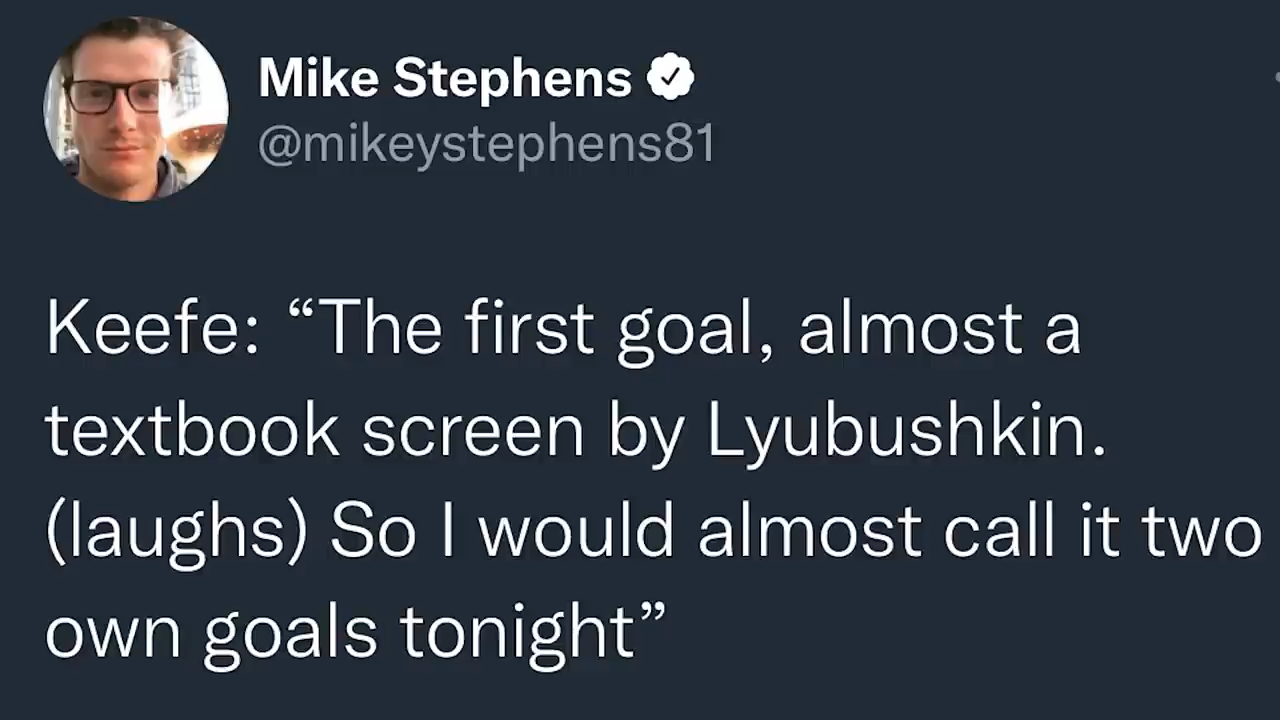 Mike Stephens
@mikeystephens81
Keefe: “The first goal, almost a
textbook screen by Lyubushkin.
(laughs) So I would almost call it two
own goals tonight”